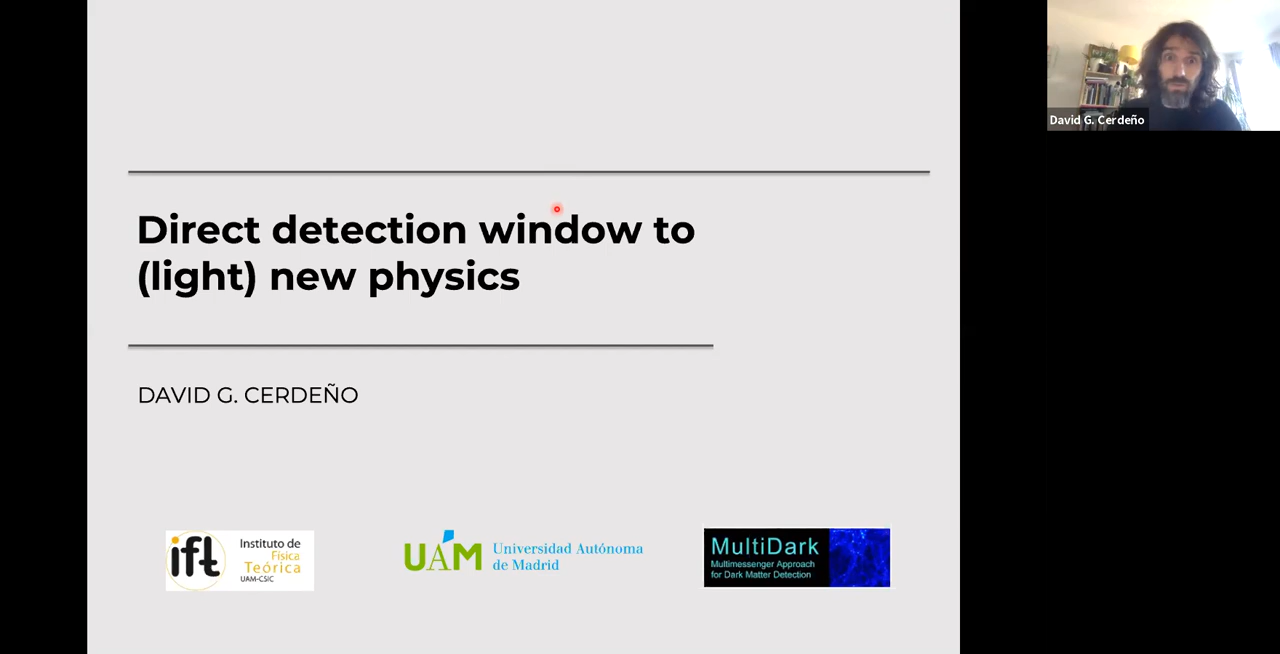 Direct detection window to
(light) new physics
DAVID G. CERDEÑO
ift
Instituto de
Física
Teórica
UAM-CSIC
UAM
Universidad Autónoma
de Madrid
MultiDark
Multimessenger Approach
for Dark Matter Detection
David G. Cerdeño